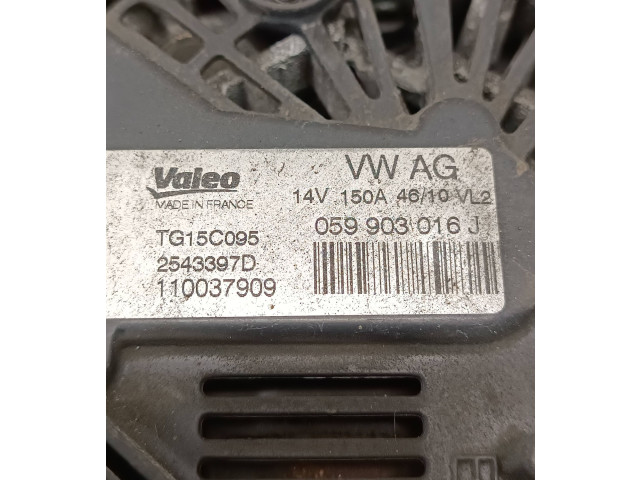 Valeo
MADE IN FRANCE
TG15C095
2543397D
110037909
VW AG
14V 150A 46/10 VL2
059 903 016 J